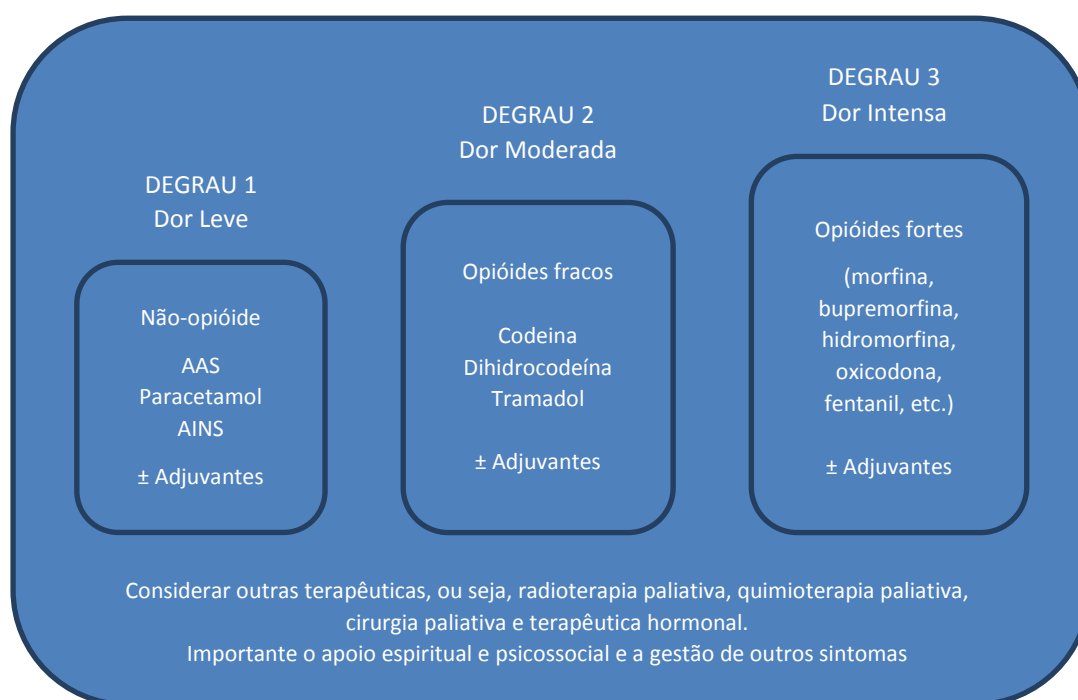 DEGRAU 1
Dor Leve
Não-opióide
AAS
Paracetamol
AINS
± Adjuvantes
DEGRAU 2
Dor Moderada
Opióides fracos
Codeina
Dihidrocodeína
Tramadol
± Adjuvantes
DEGRAU 3
Dor Intensa
Opióides fortes
(morfina,
bupremorfina,
hidromorfina,
oxicodona,
fentanil, etc.)
± Adjuvantes
Considerar outras terapêuticas, ou seja, radioterapia paliativa, quimioterapia paliativa,
cirurgia paliativa e terapêutica hormonal.
Importante o apoio espiritual e psicossocial e a gestão de outros sintomas